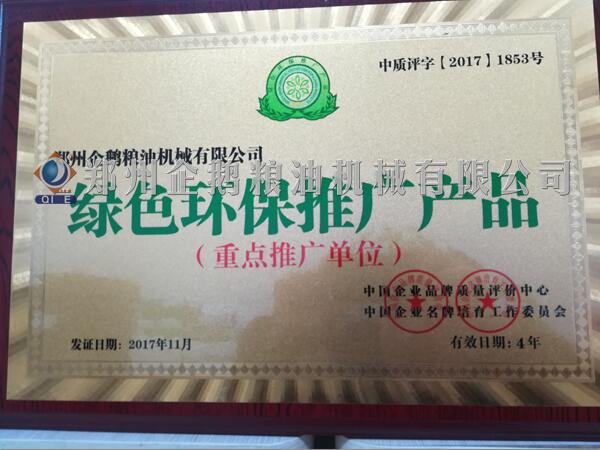 中质评字【2017】1853号
郑州企鹅粮油机械有限公司
郑州企鹅粮油机械有限公司
QIE
绿色环保推广产品
（重点推广单位）
中国企业品牌质量评价中心
中国企业名牌培育工作委员会
发证日期：2017年11月
有效日期：4年